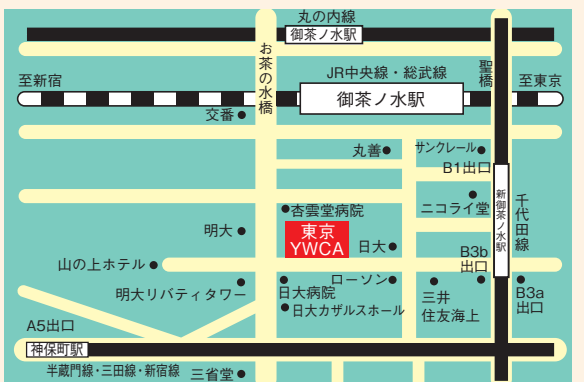 丸の内線
御茶ノ水駅
お茶の水橋
聖橋
至新宿
JR中央線・総武線
至東京
御茶ノ水駅
交番
丸善
サンクレール
B1出口
新御茶ノ水駅
千代田線
杏雲堂病院
ニコライ堂
明大
東京
YWCA
日大
B3b
出口
山の上ホテル
明大リバティタワー
日大病院
ローソン
三井
住友海上
B3a
出口
日大カザルスホール
A5出口
神保町駅
半蔵門線・三田線・新宿線
三省堂